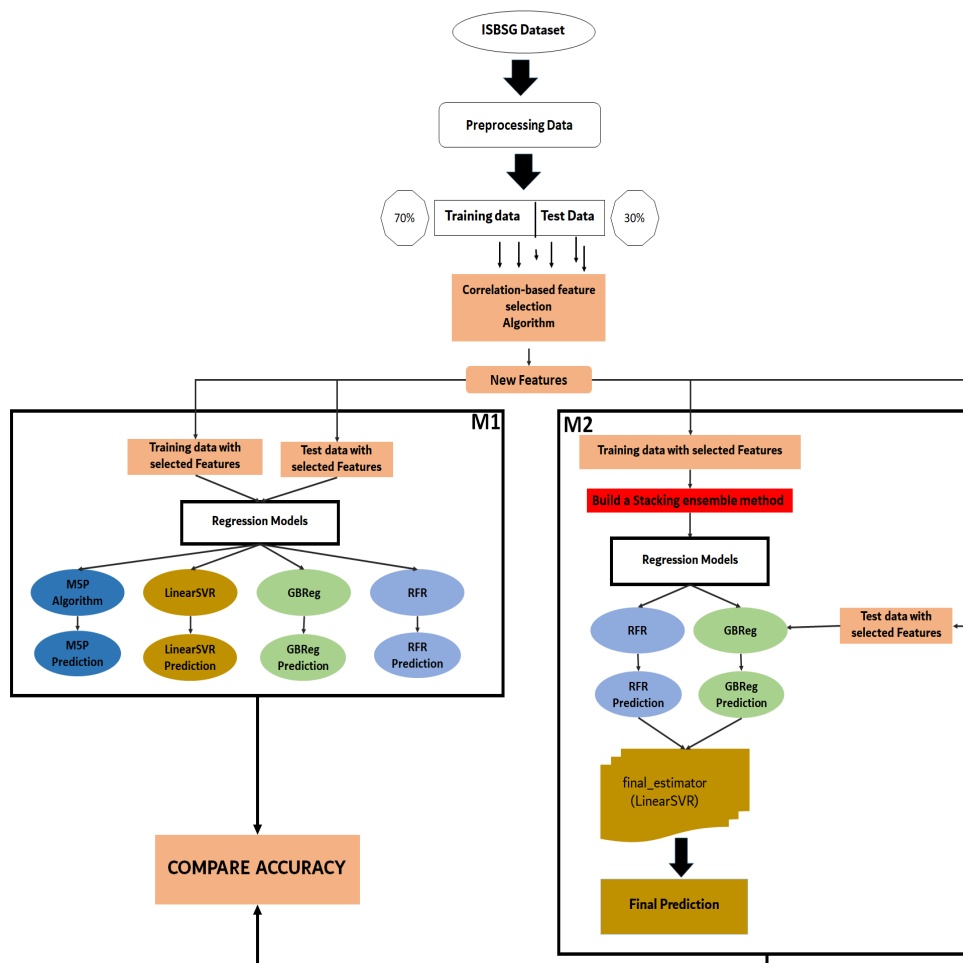 ISBSG Dataset
Preprocessing Data
70%
Training data
Test Data
30%
Correlation-based feature
selection
Algorithm
New Features
M1
Training data with
selected Features
Test data with
selected Features
Regression Models
M5P
Algorithm
LinearSVR
GBReg
RFR
M5P
Prediction
LinearSVR
Prediction
GBReg
Prediction
RFR
Prediction
COMPARE ACCURACY
M2
Training data with selected Features
Build a Stacking ensemble method
Regression Models
RFR
GBReg
Test data with
selected Features
RFR
Prediction
GBReg
Prediction
final_estimator
(LinearSVR)
Final Prediction